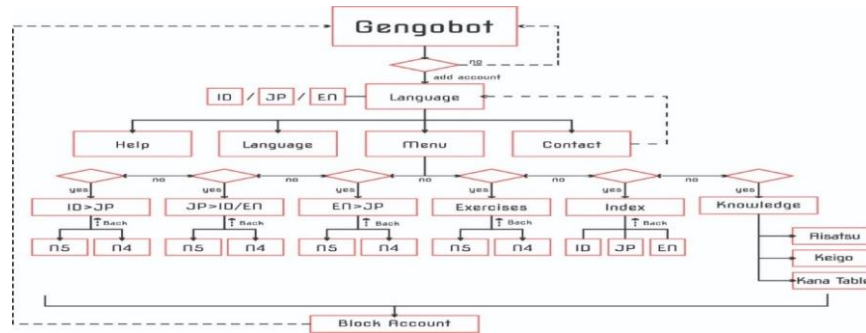 Gengobot
no
add account
ID / JP / EN
Language
Help
Language
Menu
Contact
no
no
no
no
no
yes
yes
yes
yes
yes
yes
ID>JP
JP>ID/EN
EN>JP
Exercises
Index
Knowledge
Back
Back
Back
Back
Back
N5
N4
N5
N4
N5
N4
N5
N4
ID
JP
EN
Aisatsu
Keigo
Kana Table
Block Account